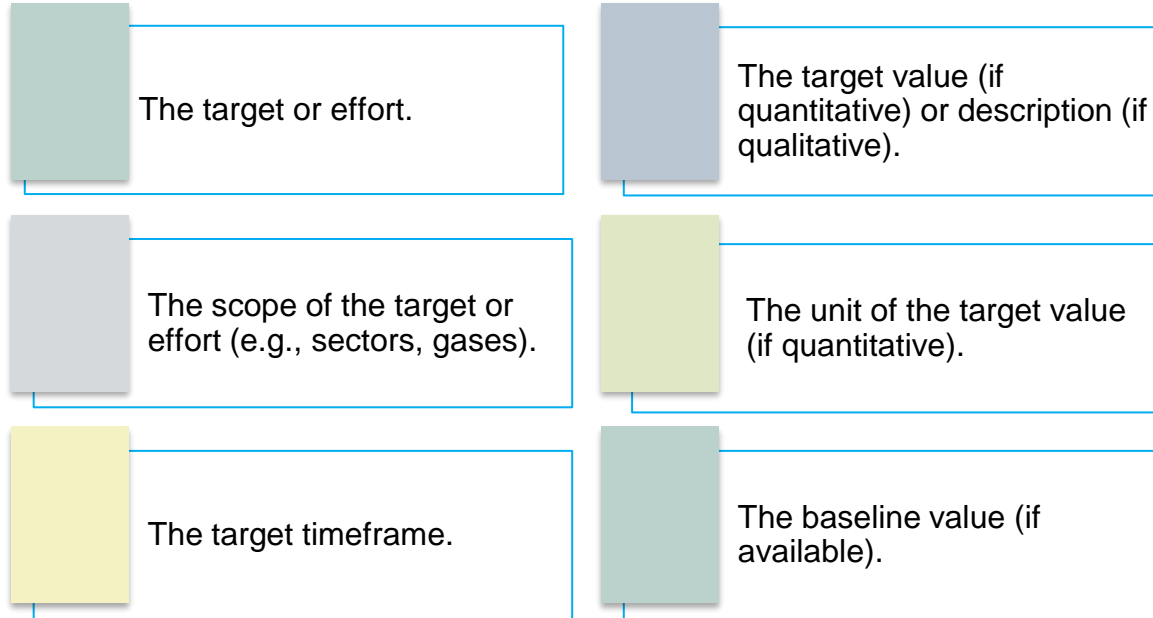 The target or effort.
The target value (if
quantitative) or description (if
qualitative).
The scope of the target or
effort (e.g., sectors, gases).
The unit of the target value
(if quantitative).
The target timeframe.
The baseline value (if
available).